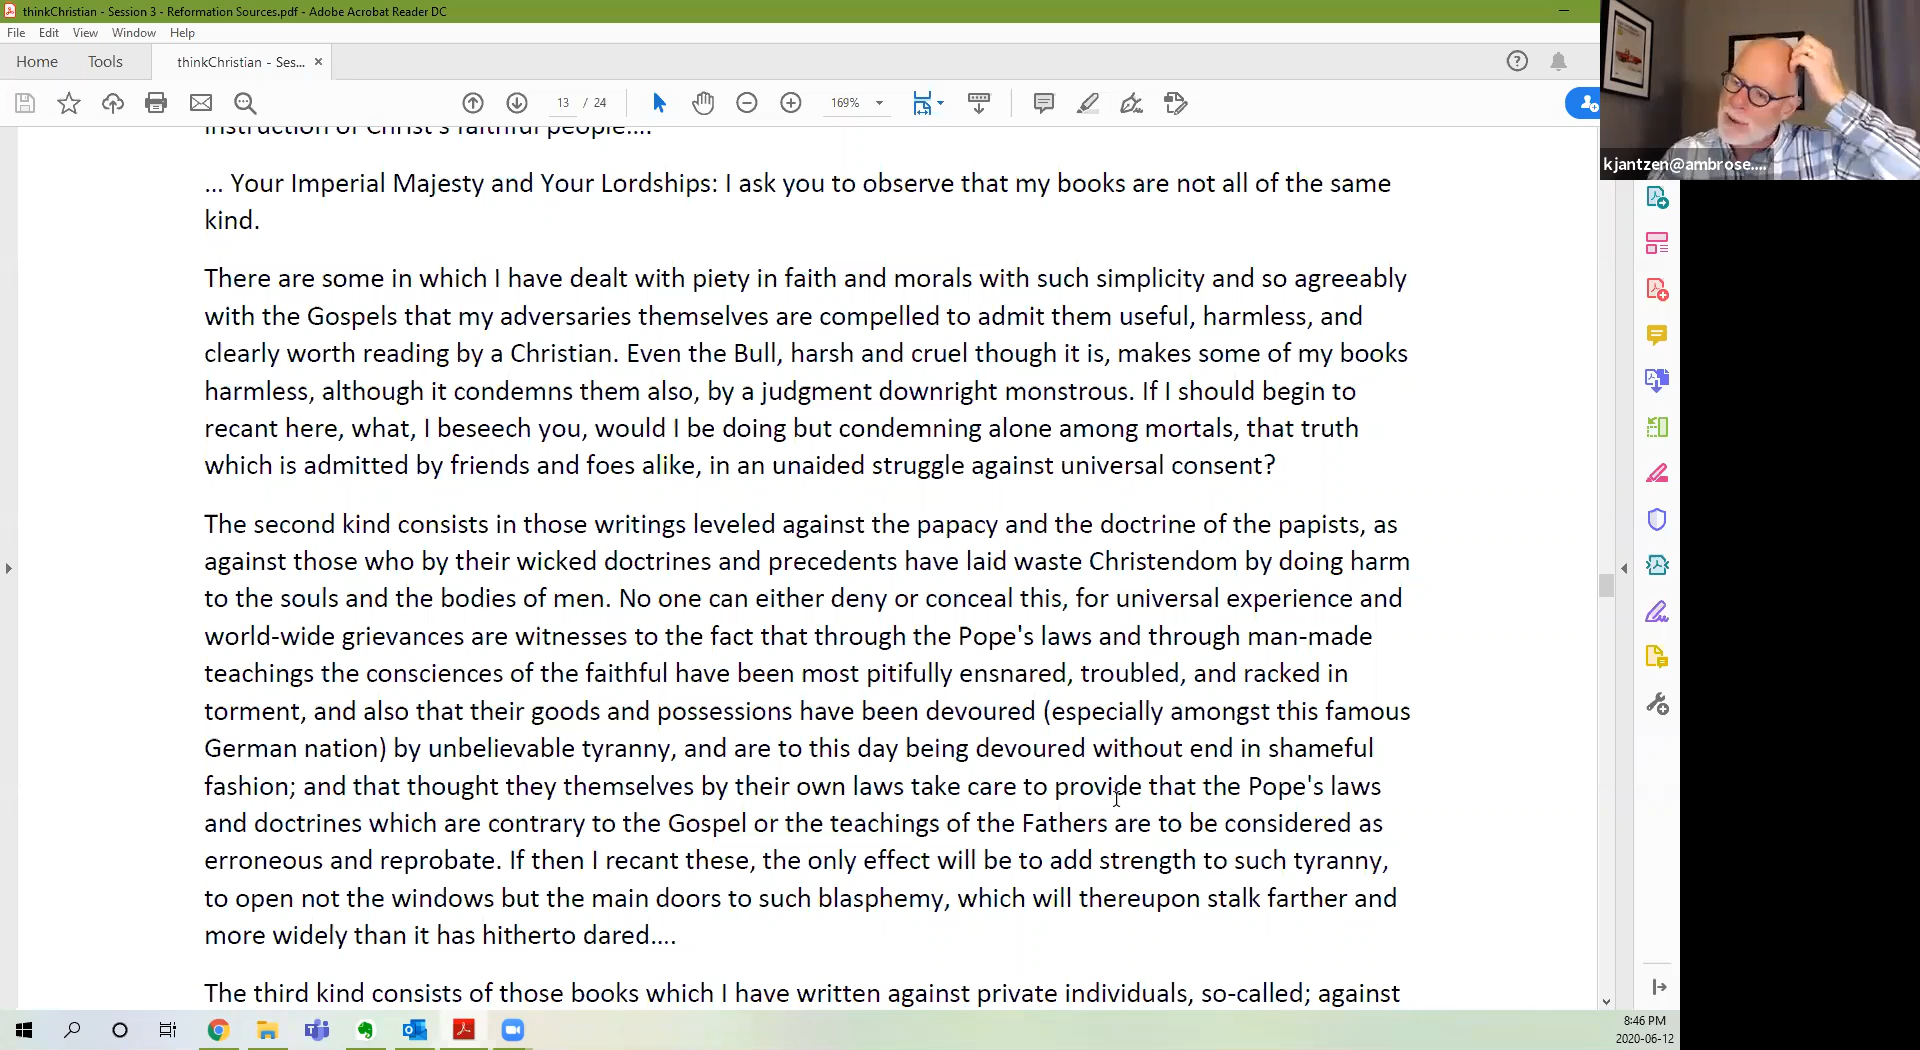 thinkChristian - Session 3 - Reformation Sources.pdf - Adobe Acrobat Reader DC
File Edit View Window Help
Home Tools thinkChristian - Ses... ×
13 / 24 169%
kjantzen@ambrose....
instruction of Christ's faithful people....
... Your Imperial Majesty and Your Lordships: I ask you to observe that my books are not all of the same
kind.
There are some in which I have dealt with piety in faith and morals with such simplicity and so agreeably
with the Gospels that my adversaries themselves are compelled to admit them useful, harmless, and
clearly worth reading by a Christian. Even the Bull, harsh and cruel though it is, makes some of my books
harmless, although it condemns them also, by a judgment downright monstrous. If I should begin to
recant here, what, I beseech you, would I be doing but condemning alone among mortals, that truth
which is admitted by friends and foes alike, in an unaided struggle against universal consent?
The second kind consists in those writings leveled against the papacy and the doctrine of the papists, as
against those who by their wicked doctrines and precedents have laid waste Christendom by doing harm
to the souls and the bodies of men. No one can either deny or conceal this, for universal experience and
world-wide grievances are witnesses to the fact that through the Pope's laws and through man-made
teachings the consciences of the faithful have been most pitifully ensnared, troubled, and racked in
torment, and also that their goods and possessions have been devoured (especially amongst this famous
German nation) by unbelievable tyranny, and are to this day being devoured without end in shameful
fashion; and that thought they themselves by their own laws take care to provide that the Pope's laws
and doctrines which are contrary to the Gospel or the teachings of the Fathers are to be considered as
erroneous and reprobate. If then I recant these, the only effect will be to add strength to such tyranny,
to open not the windows but the main doors to such blasphemy, which will thereupon stalk farther and
more widely than it has hitherto dared....
The third kind consists of those books which I have written against private individuals, so-called; against
8:46 PM
2020-06-12